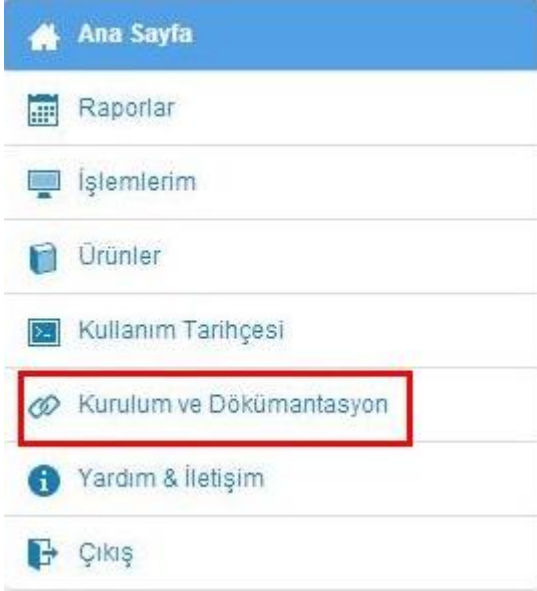 Ana Sayfa
Raporlar
İşlemlerim
Ürünler
Kullanım Tarihçesi
Kurulum ve Dökümantasyon
Yardım & İletişim
Çıkış